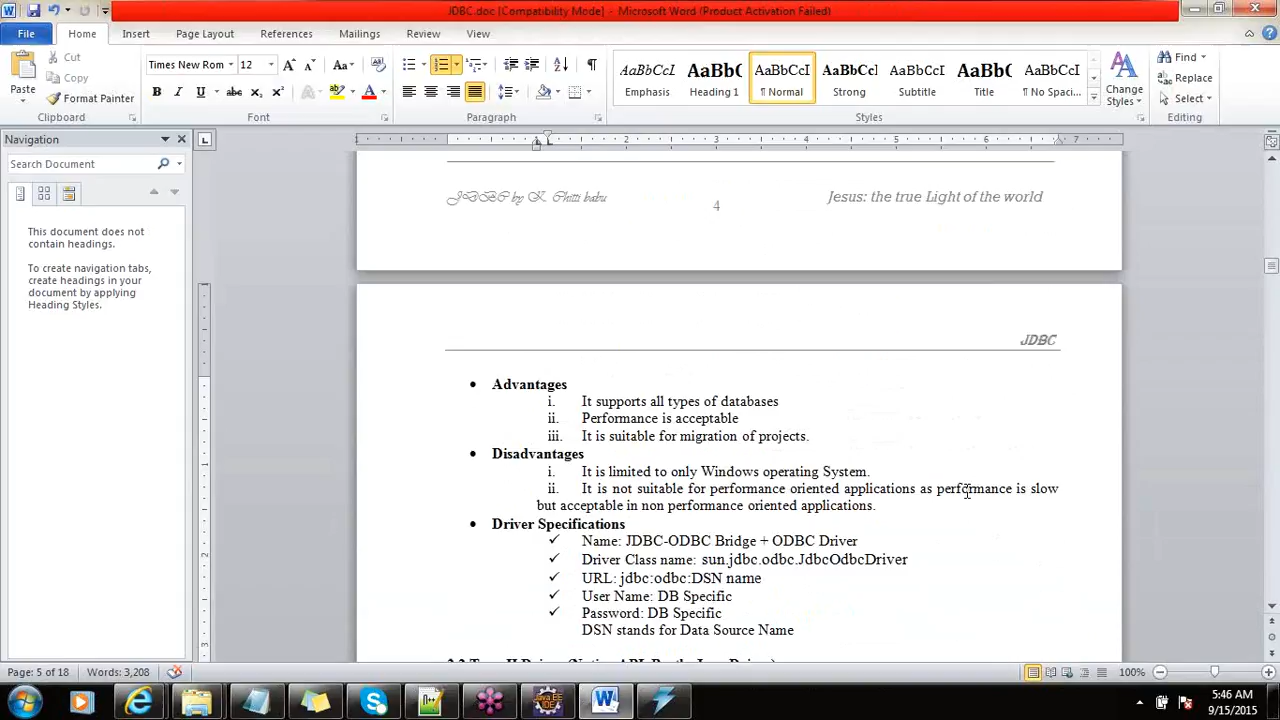 JDBC.doc [Compatibility Mode] - Microsoft Word (Product Activation Failed)
File Home Insert Page Layout References Mailings Review View
Cut
Copy
Paste
Format Painter
Clipboard
Times New Rom 12
Font
Paragraph
AaBbCcI AaBb( AaBbCcI AaBbCcl AaBbCcI AaBb( AaBbCcI
Emphasis Heading 1 ¶ Normal Strong Subtitle Title ¶ No Spaci...
Styles
Change Styles
Find
Replace
Select
Editing
Navigation
Search Document
This document does not
contain headings.
To create navigation tabs,
create headings in your
document by applying
Heading Styles.
JDBC by K. Chitti babu
4
Jesus: the true Light of the world
JDBC
• Advantages
i. It supports all types of databases
ii. Performance is acceptable
iii. It is suitable for migration of projects.
• Disadvantages
i. It is limited to only Windows operating System.
ii. It is not suitable for performance oriented applications as performance is slow
but acceptable in non performance oriented applications.
• Driver Specifications
✓ Name: JDBC-ODBC Bridge + ODBC Driver
✓ Driver Class name: sun.jdbc.odbc.JdbcOdbcDriver
✓ URL: jdbc:odbc:DSN name
✓ User Name: DB Specific
✓ Password: DB Specific
DSN stands for Data Source Name
Page: 5 of 18 Words: 3,208
100%
5:46 AM
9/15/2015